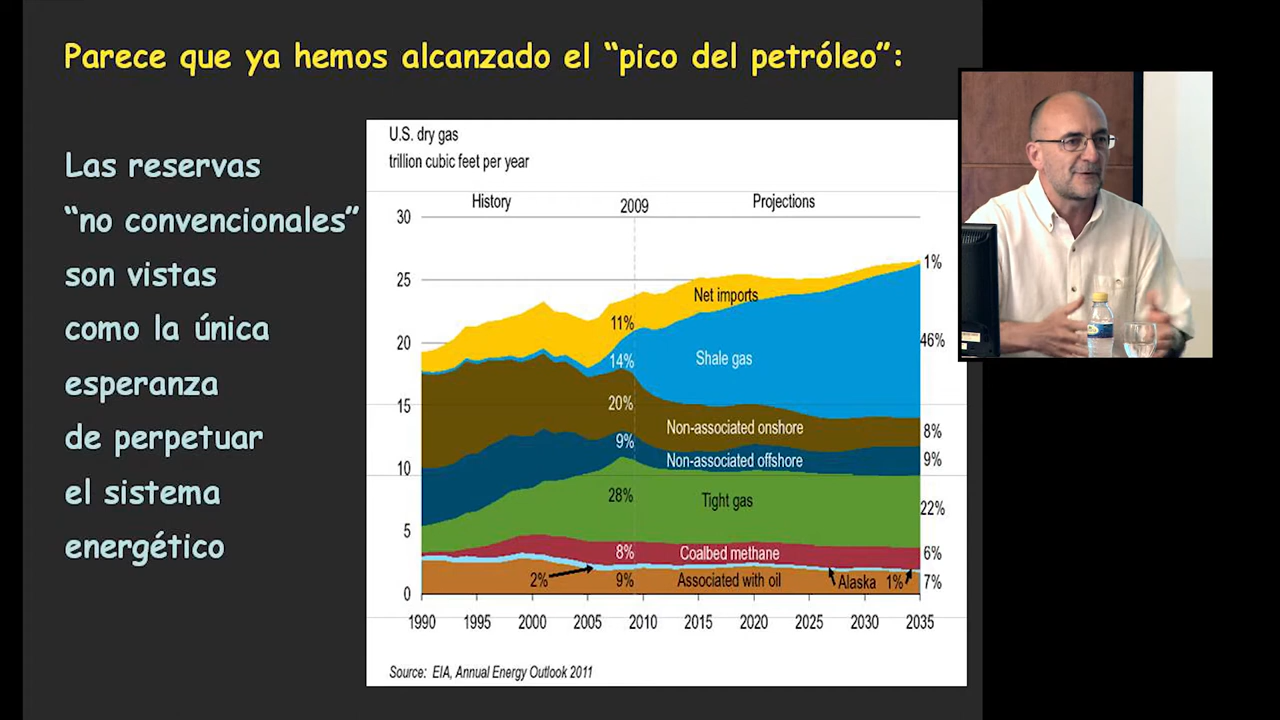 Parece que ya hemos alcanzado el “pico del petróleo”:
Las reservas
“no convencionales”
son vistas
como la única
esperanza
de perpetuar
el sistema
energético
U.S. dry gas
trillion cubic feet per year
History
2009
Projections
30
25
20
15
10
5
0
Net imports
Shale gas
Non-associated onshore
Non-associated offshore
Tight gas
Coalbed methane
Associated with oil
Alaska
11%
14%
20%
9%
28%
8%
2%
9%
1%
46%
8%
9%
22%
6%
1%
7%
1990 1995 2000 2005 2010 2015 2020 2025 2030 2035
Source: EIA, Annual Energy Outlook 2011